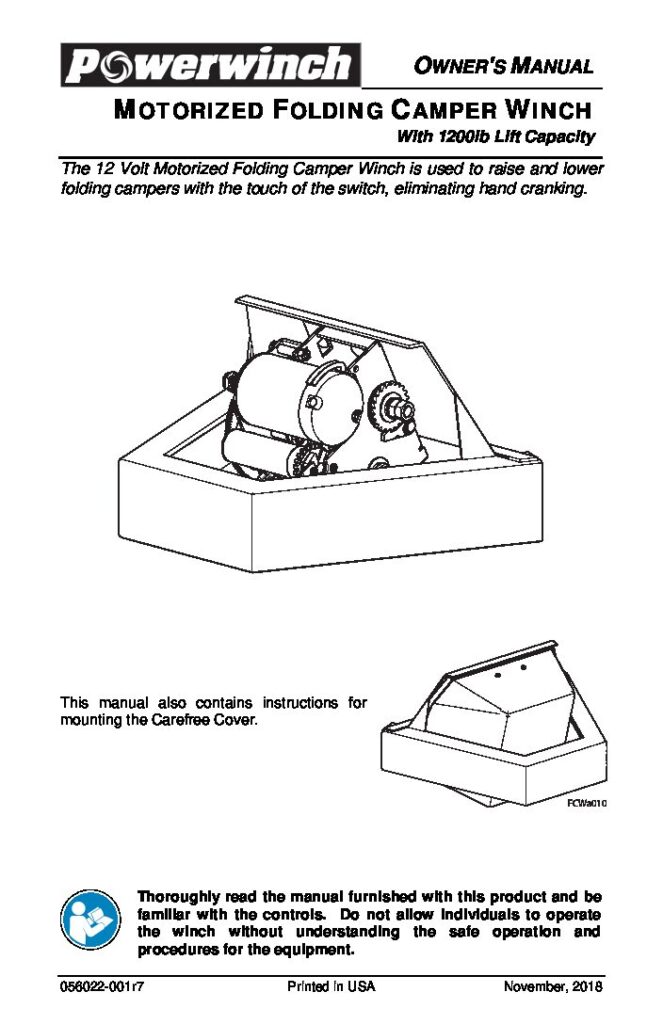 Powerwinch
OWNER'S MANUAL
MOTORIZED FOLDING CAMPER WINCH
With 1200lb Lift Capacity
The 12 Volt Motorized Folding Camper Winch is used to raise and lower
folding campers with the touch of the switch, eliminating hand cranking.
This manual also contains instructions for
mounting the Carefree Cover.
FCWa010
Thoroughly read the manual furnished with this product and be
familiar with the controls. Do not allow individuals to operate
the winch without understanding the safe operation and
procedures for the equipment.
056022-001r7 Printed in USA November, 2018